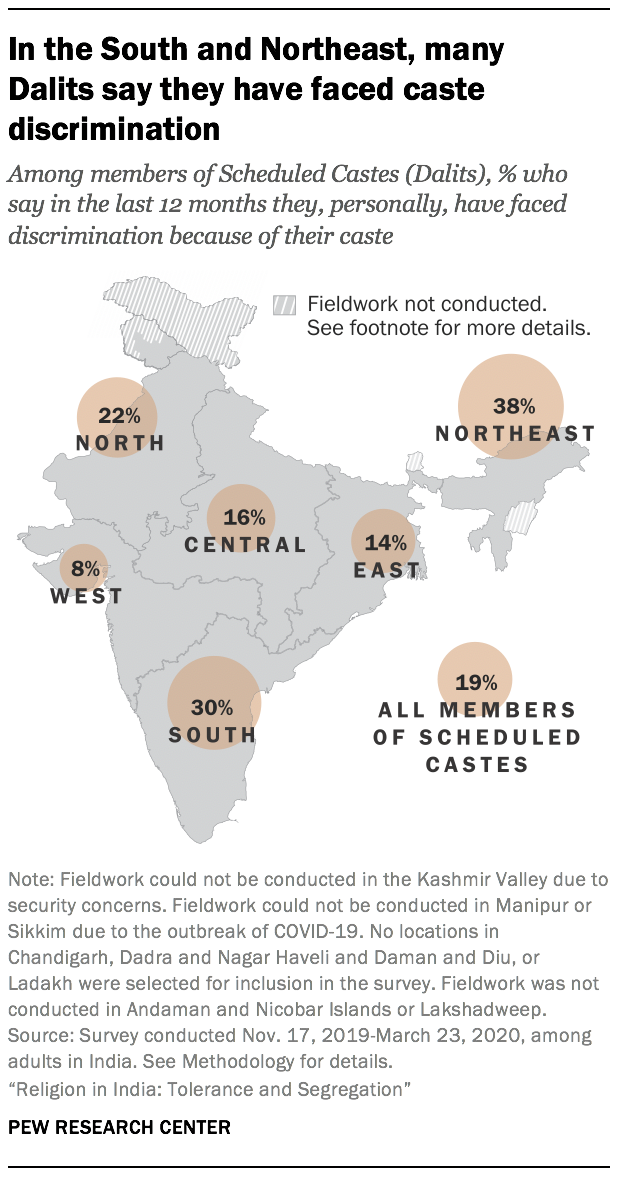 In the South and Northeast, many
Dalits say they have faced caste
discrimination
Among members of Scheduled Castes (Dalits), % who
say in the last 12 months they, personally, have faced
discrimination because of their caste
Fieldwork not conducted.
See footnote for more details.
22%
NORTH
38%
NORTHEAST
16%
CENTRAL
14%
EAST
8%
WEST
30%
SOUTH
19%
ALL MEMBERS
OF SCHEDULED
CASTES
Note: Fieldwork could not be conducted in the Kashmir Valley due to
security concerns. Fieldwork could not be conducted in Manipur or
Sikkim due to the outbreak of COVID-19. No locations in
Chandigarh, Dadra and Nagar Haveli and Daman and Diu, or
Ladakh were selected for inclusion in the survey. Fieldwork was not
conducted in Andaman and Nicobar Islands or Lakshadweep.
Source: Survey conducted Nov. 17, 2019-March 23, 2020, among
adults in India. See Methodology for details.
“Religion in India: Tolerance and Segregation”
PEW RESEARCH CENTER